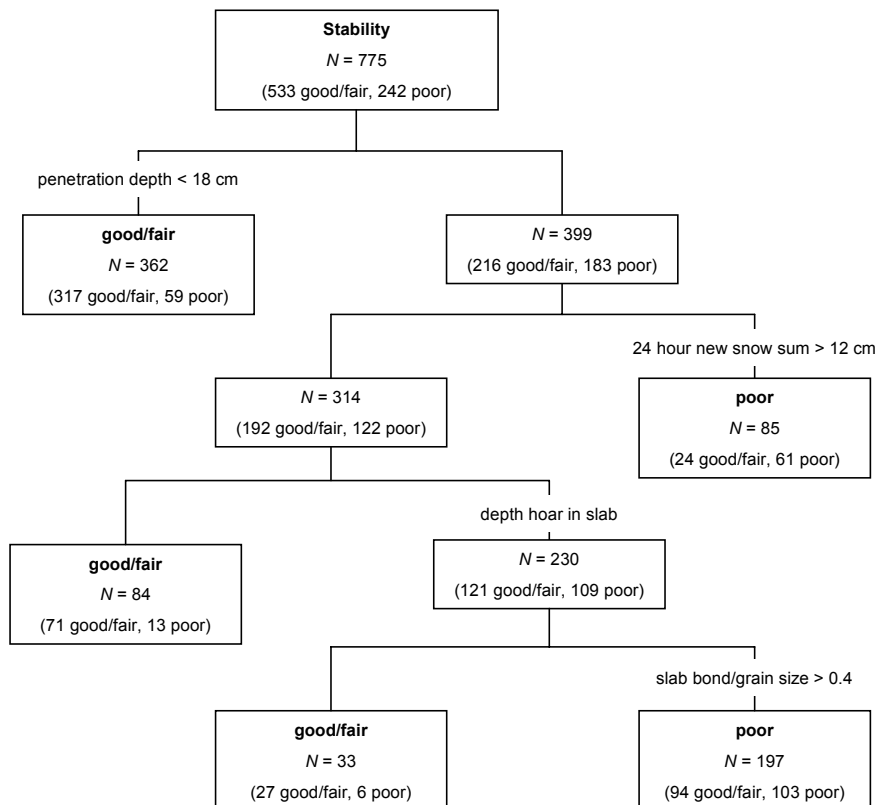 Stability
N = 775
(533 good/fair, 242 poor)
penetration depth < 18 cm
good/fair
N = 362
(317 good/fair, 59 poor)
N = 399
(216 good/fair, 183 poor)
24 hour new snow sum > 12 cm
N = 314
(192 good/fair, 122 poor)
poor
N = 85
(24 good/fair, 61 poor)
depth hoar in slab
good/fair
N = 84
(71 good/fair, 13 poor)
N = 230
(121 good/fair, 109 poor)
slab bond/grain size > 0.4
good/fair
N = 33
(27 good/fair, 6 poor)
poor
N = 197
(94 good/fair, 103 poor)